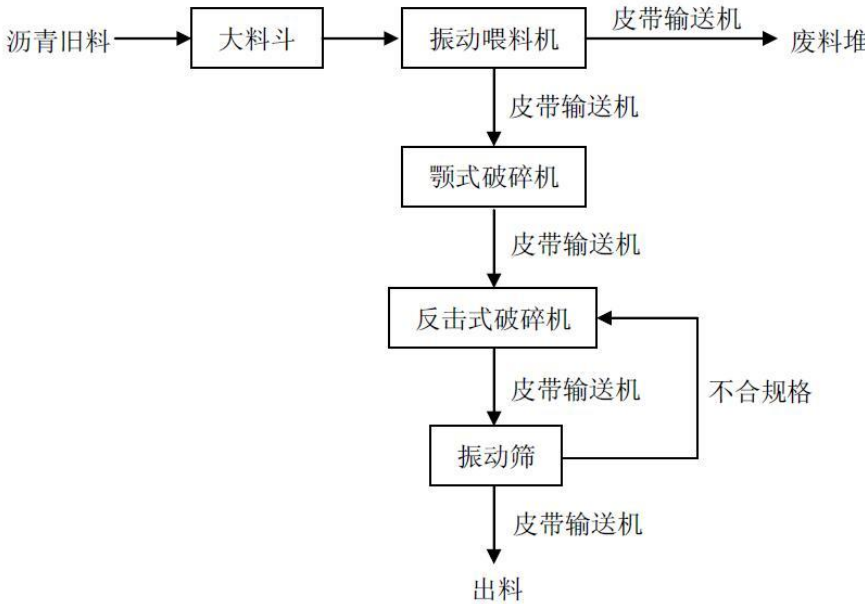 皮带输送机
沥青旧料
大料斗
振动喂料机
废料堆
皮带输送机
颚式破碎机
皮带输送机
反击式破碎机
皮带输送机
不合规格
振动筛
皮带输送机
出料